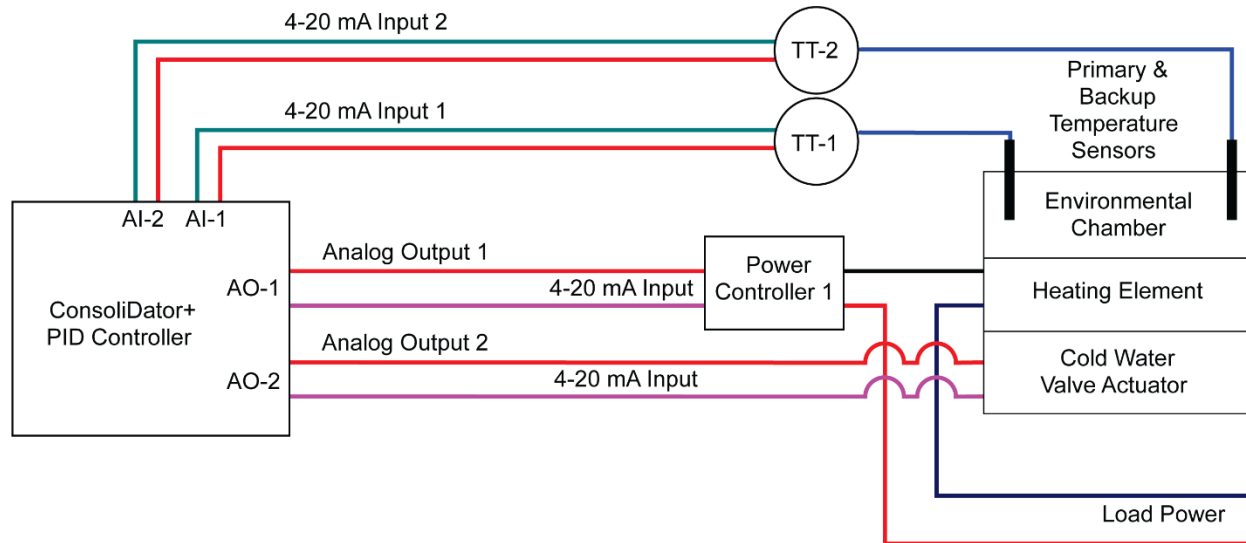 4-20 mA Input 2
TT-2
Primary &
Backup
Temperature
Sensors
4-20 mA Input 1
TT-1
AI-2 AI-1
Environmental
Chamber
Analog Output 1
AO-1
4-20 mA Input
Power
Controller 1
Heating Element
ConsoliDator+
PID Controller
Analog Output 2
AO-2
4-20 mA Input
Cold Water
Valve Actuator
Load Power